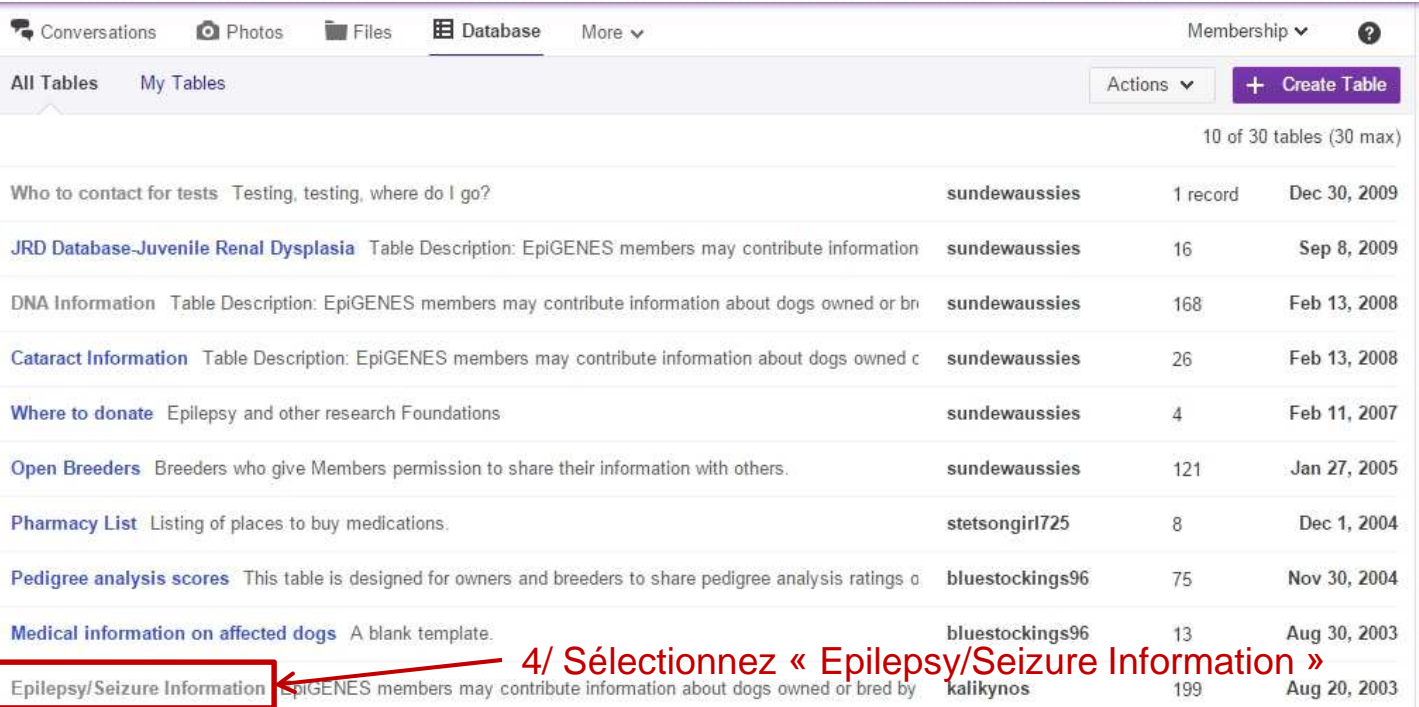 Conversations Photos Files Database More Membership ?
All Tables My Tables Actions + Create Table
10 of 30 tables (30 max)
Who to contact for tests Testing, testing, where do I go? sundewaussies 1 record Dec 30, 2009
JRD Database-Juvenile Renal Dysplasia Table Description: EpiGENES members may contribute information sundewaussies 16 Sep 8, 2009
DNA Information Table Description: EpiGENES members may contribute information about dogs owned or bre sundewaussies 168 Feb 13, 2008
Cataract Information Table Description: EpiGENES members may contribute information about dogs owned c sundewaussies 26 Feb 13, 2008
Where to donate Epilepsy and other research Foundations sundewaussies 4 Feb 11, 2007
Open Breeders Breeders who give Members permission to share their information with others. sundewaussies 121 Jan 27, 2005
Pharmacy List Listing of places to buy medications. stetsongirl725 8 Dec 1, 2004
Pedigree analysis scores This table is designed for owners and breeders to share pedigree analysis ratings o bluestockings96 75 Nov 30, 2004
Medical information on affected dogs A blank template. bluestockings96 13 Aug 30, 2003
4/ Sélectionnez « Epilepsy/Seizure Information »
Epilepsy/Seizure Information EpiGENES members may contribute information about dogs owned or bred by kalikynos 199 Aug 20, 2003